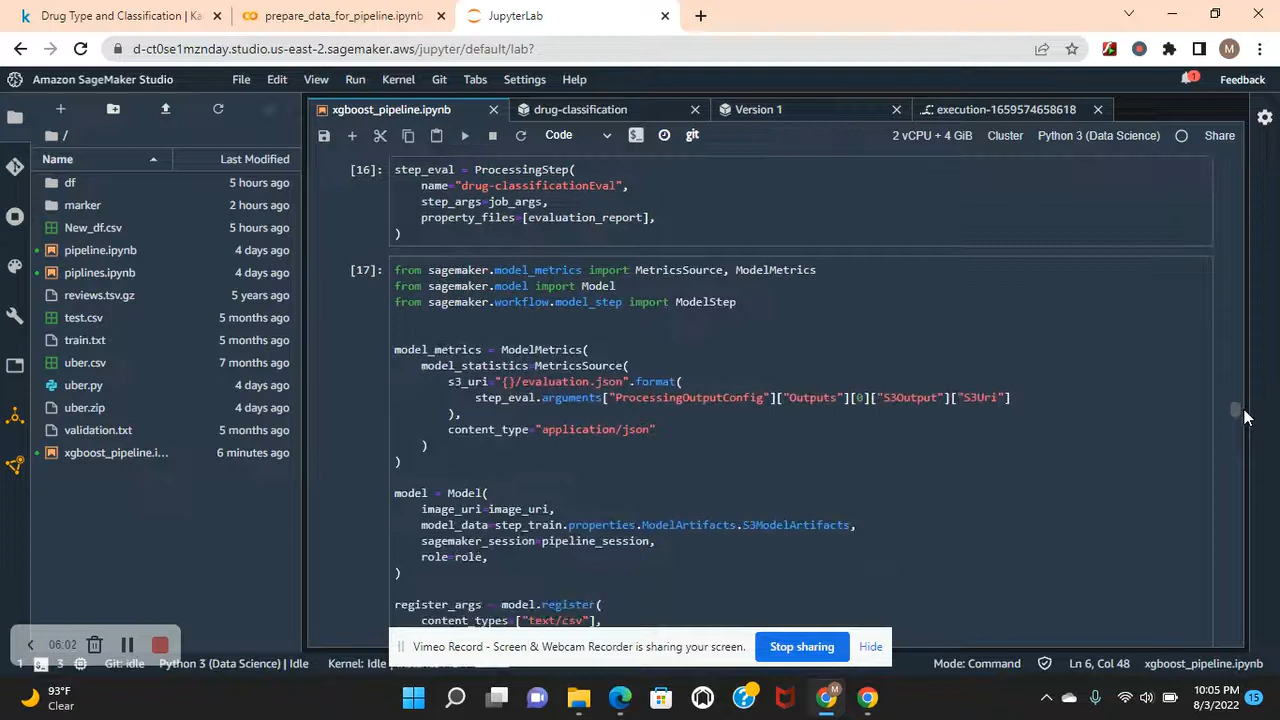 Drug Type and Classification | Ka
prepare_data_for_pipeline.ipynb
JupyterLab
d-ct0se1mznday.studio.us-east-2.sagemaker.aws/jupyter/default/lab?
M
Amazon SageMaker Studio
File Edit View Run Kernel Git Tabs Settings Help
1
Feedback
xgboost_pipeline.ipynb
drug-classification
Version 1
execution-1659574658618
/
Code
git
2 vCPU + 4 GiB
Cluster
Python 3 (Data Science)
Share
Name Last Modified
df 5 hours ago
marker 2 hours ago
New_df.csv 5 hours ago
pipeline.ipynb 4 days ago
piplines.ipynb 4 days ago
reviews.tsv.gz 5 years ago
test.csv 5 months ago
train.txt 5 months ago
uber.csv 7 months ago
uber.py 4 days ago
uber.zip 4 days ago
validation.txt 5 months ago
xgboost_pipeline.i… 6 minutes ago
[16]: step_eval = ProcessingStep(
name="drug-classificationEval",
step_args=job_args,
property_files=[evaluation_report],
)
[17]: from sagemaker.model_metrics import MetricsSource, ModelMetrics
from sagemaker.model import Model
from sagemaker.workflow.model_step import ModelStep
model_metrics = ModelMetrics(
model_statistics=MetricsSource(
s3_uri="{}/evaluation.json".format(
step_eval.arguments["ProcessingOutputConfig"]["Outputs"][0]["S3Output"]["S3Uri"]
),
content_type="application/json"
)
)
model = Model(
image_uri=image_uri,
model_data=step_train.properties.ModelArtifacts.S3ModelArtifacts,
sagemaker_session=pipeline_session,
role=role,
)
register_args = model.register(
content_types=["text/csv"],
06:02
Vimeo Record - Screen & Webcam Recorder is sharing your screen.
Stop sharing
Hide
1
3
Git: idle
Python 3 (Data Science) | Idle
Mode: Command
Ln 6, Col 48
xgboost_pipeline.ipynb
93°F
Clear
M
10:05 PM
8/3/2022
15